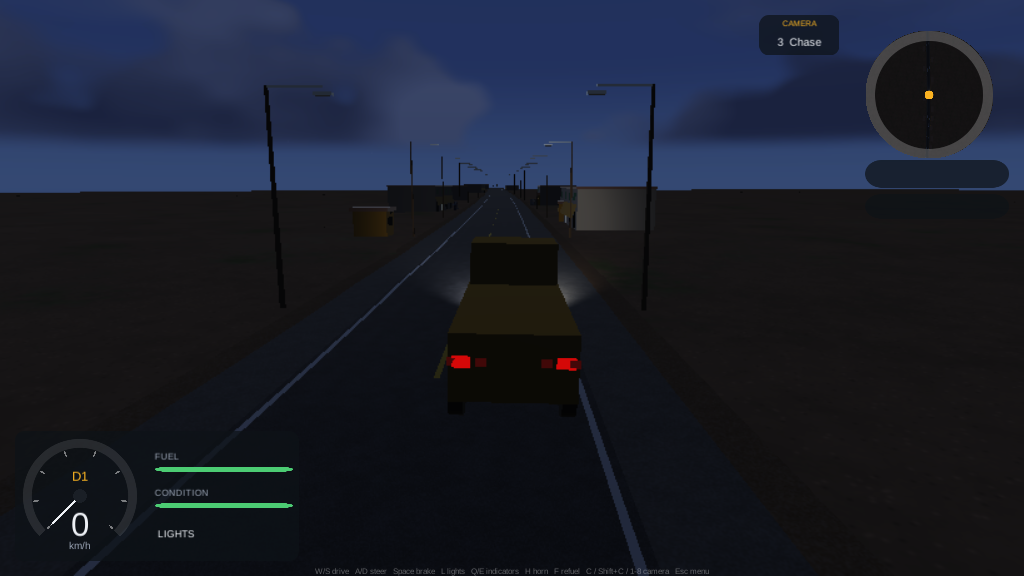 CAMERA
3 Chase
D1
0
km/h
FUEL
CONDITION
LIGHTS
W/S drive A/D steer Space brake L lights Q/E indicators H horn F refuel C / Shift+C / 1-8 camera Esc menu